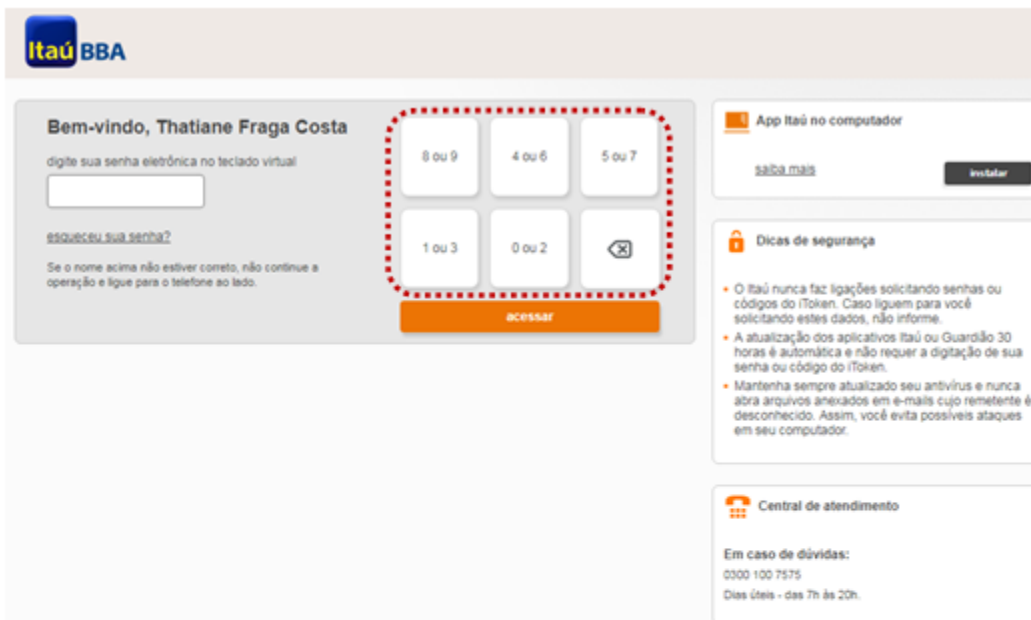 Itaú BBA
Bem-vindo, Thatiane Fraga Costa
digite sua senha eletrônica no teclado virtual
esqueceu sua senha?
Se o nome acima não estiver correto, não continue a
operação e ligue para o telefone ao lado.
8 ou 9
4 ou 6
5 ou 7
1 ou 3
0 ou 2
acessar
App Itaú no computador
saiba mais
instalar
Dicas de segurança
• O Itaú nunca faz ligações solicitando senhas ou
códigos do iToken. Caso liguem para você
solicitando estes dados, não informe.
• A atualização dos aplicativos Itaú ou Guardião 30
horas é automática e não requer a digitação de sua
senha ou código do iToken.
• Mantenha sempre atualizado seu antivírus e nunca
abra arquivos anexados em e-mails cujo remetente é
desconhecido. Assim, você evita possíveis ataques
em seu computador.
Central de atendimento
Em caso de dúvidas:
0300 100 7575
Dias úteis - das 7h às 20h.